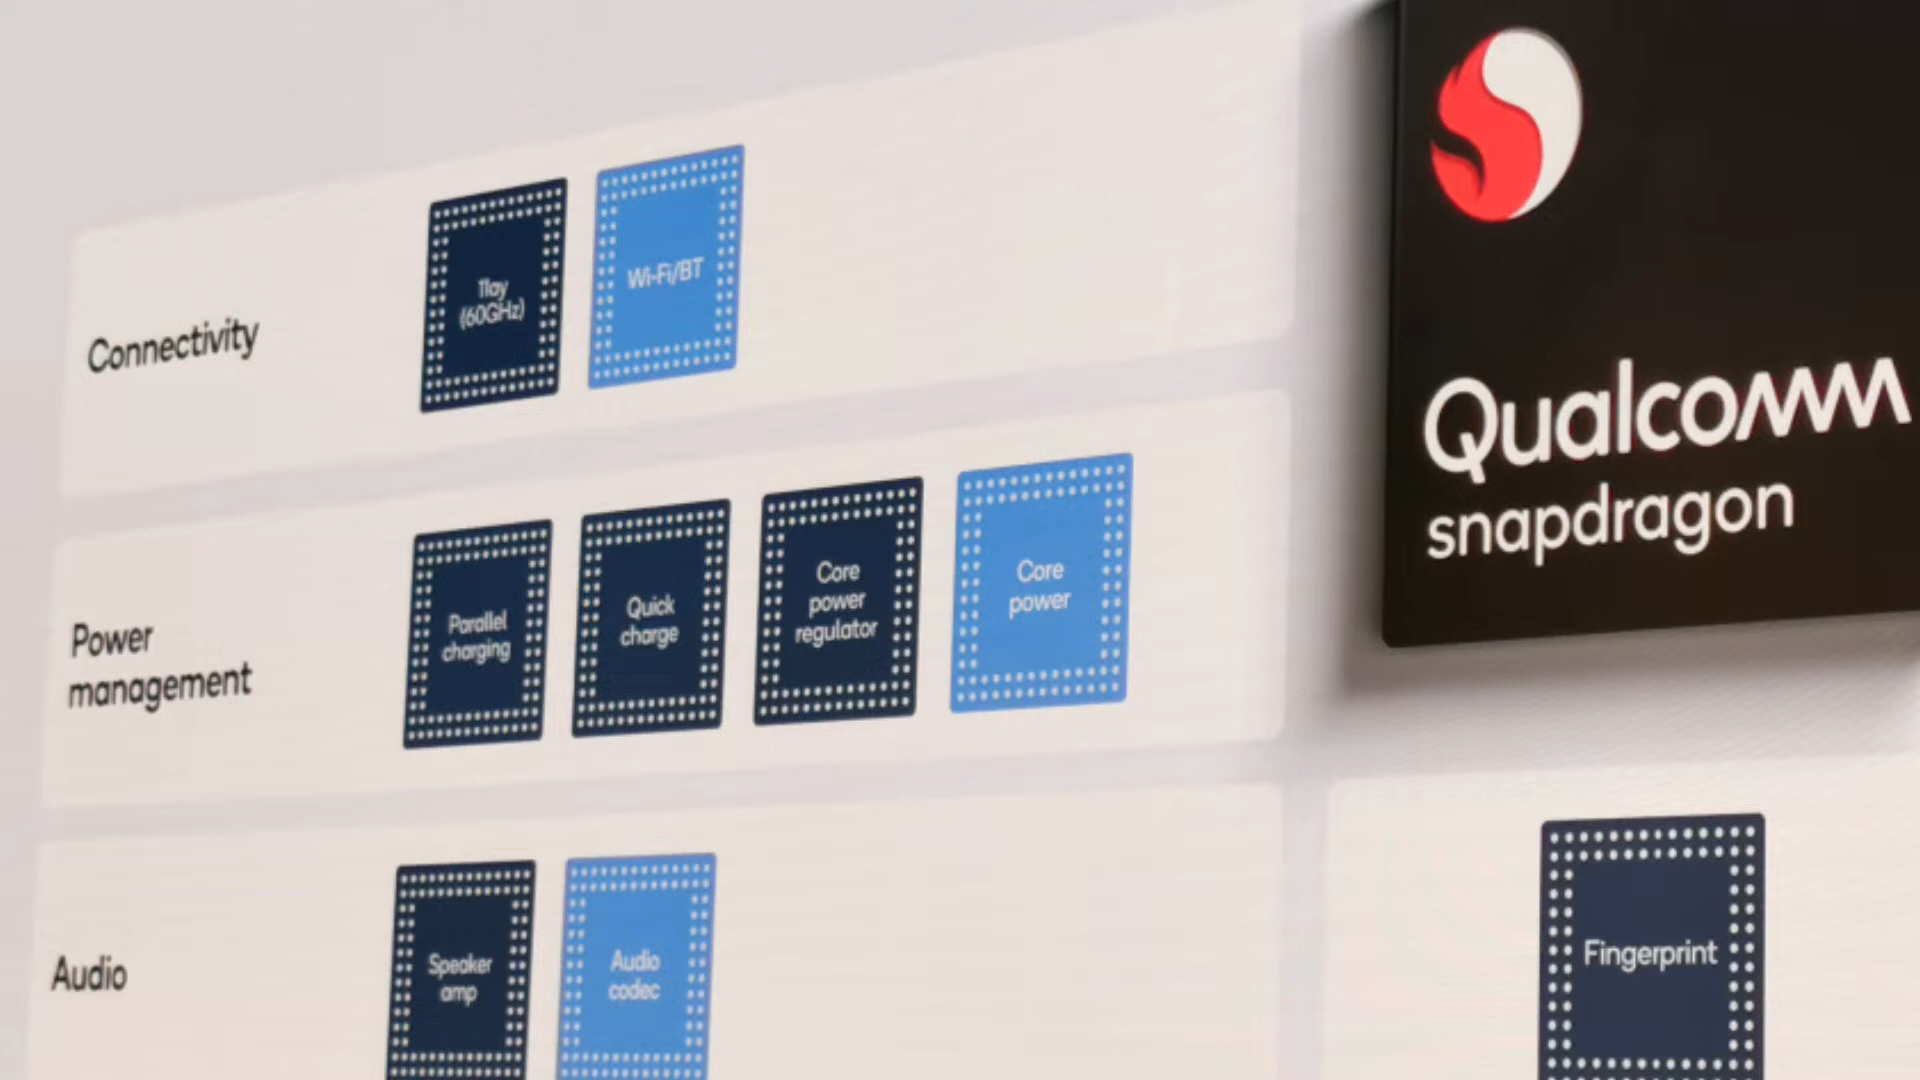 Connectivity
11ay
(60GHz)
Wi-Fi/BT
Qualcomm
snapdragon
Power
management
Parallel
charging
Quick
charge
Core
power
regulator
Core
power
Audio
Speaker
amp
Audio
codec
Fingerprint